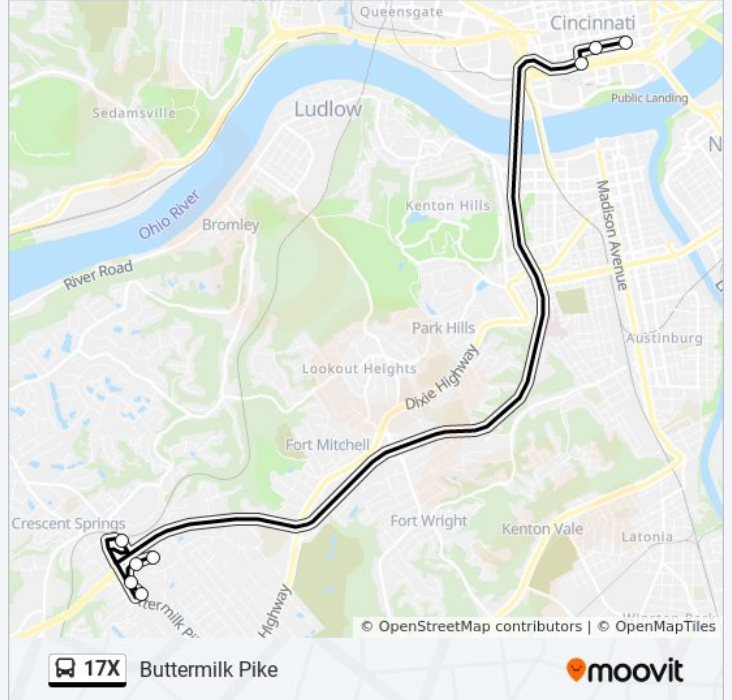 Queensgate
Cincinnati
Public Landing
Sedamsville
Ludlow
N
Kenton Hills
Ohio River
Bromley
Madison Avenue
River Road
Park Hills
Austinburg
Lookout Heights
Dixie Highway
Fort Mitchell
Crescent Springs
Fort Wright
Kenton Vale
Latonia
termilk Pi
Highway
© OpenStreetMap contributors | © OpenMapTiles
17X Buttermilk Pike
moovit